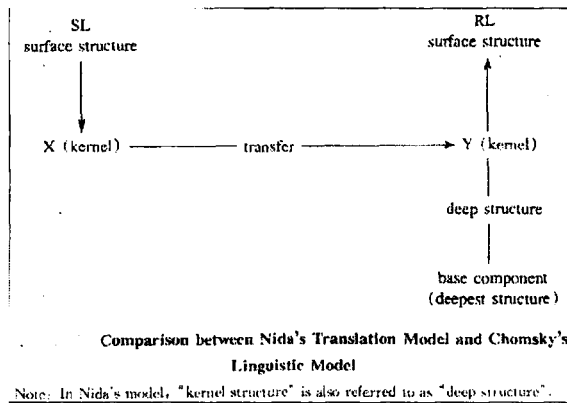 SL
surface structure
RL
surface structure
X (kernel)
transfer
Y (kernel)
deep structure
base component
(deepest structure)
Comparison between Nida's Translation Model and Chomsky's
Linguistic Model
Note: In Nida's model, "kernel structure" is also referred to as "deep structure".